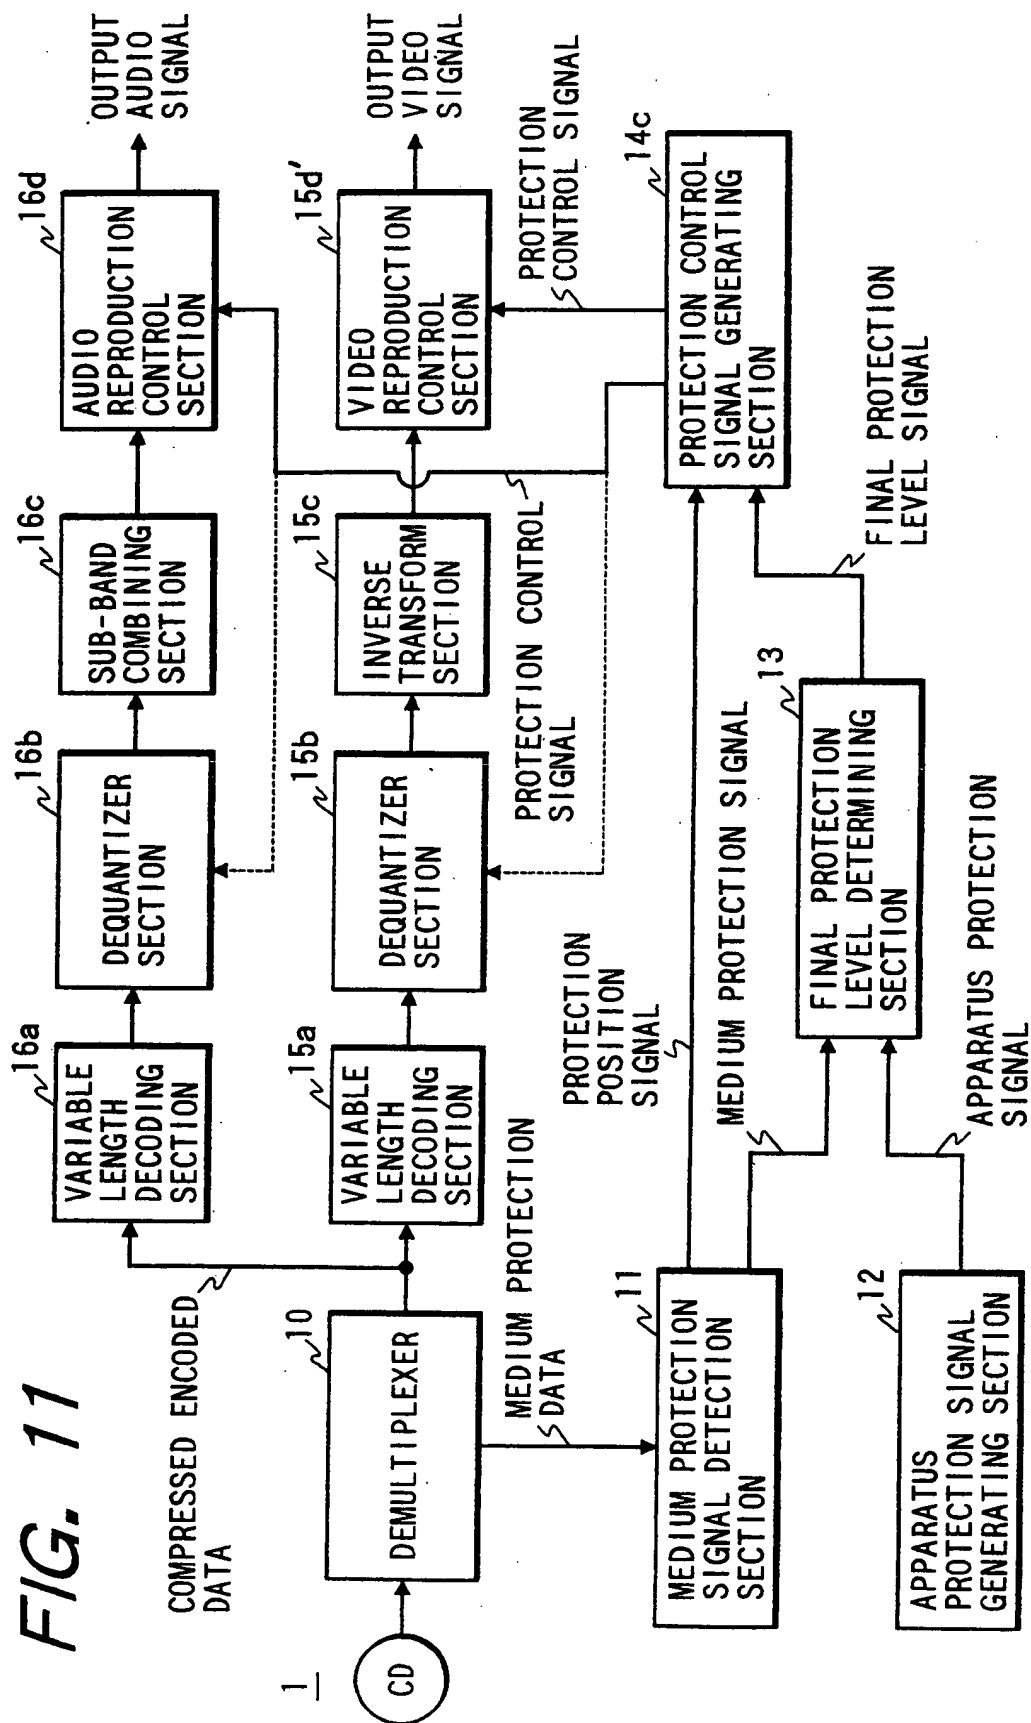 FIG. 11
1
CD
COMPRESSED ENCODED
DATA
10
DEMULTIPLEXER
MEDIUM PROTECTION
DATA
16a
VARIABLE
LENGTH
DECODING
SECTION
16b
DEQUANTIZER
SECTION
16c
SUB-BAND
COMBINING
SECTION
16d
AUDIO
REPRODUCTION
CONTROL
SECTION
OUTPUT
AUDIO
SIGNAL
15a
VARIABLE
LENGTH
DECODING
SECTION
15b
DEQUANTIZER
SECTION
15c
INVERSE
TRANSFORM
SECTION
15d'
VIDEO
REPRODUCTION
CONTROL
SECTION
OUTPUT
VIDEO
SIGNAL
PROTECTION CONTROL
SIGNAL
PROTECTION
CONTROL SIGNAL
PROTECTION
POSITION
SIGNAL
11
MEDIUM PROTECTION
SIGNAL DETECTION
SECTION
MEDIUM PROTECTION SIGNAL
12
APPARATUS
PROTECTION SIGNAL
GENERATING SECTION
APPARATUS PROTECTION
SIGNAL
13
FINAL PROTECTION
LEVEL DETERMINING
SECTION
FINAL PROTECTION
LEVEL SIGNAL
14c
PROTECTION CONTROL
SIGNAL GENERATING
SECTION